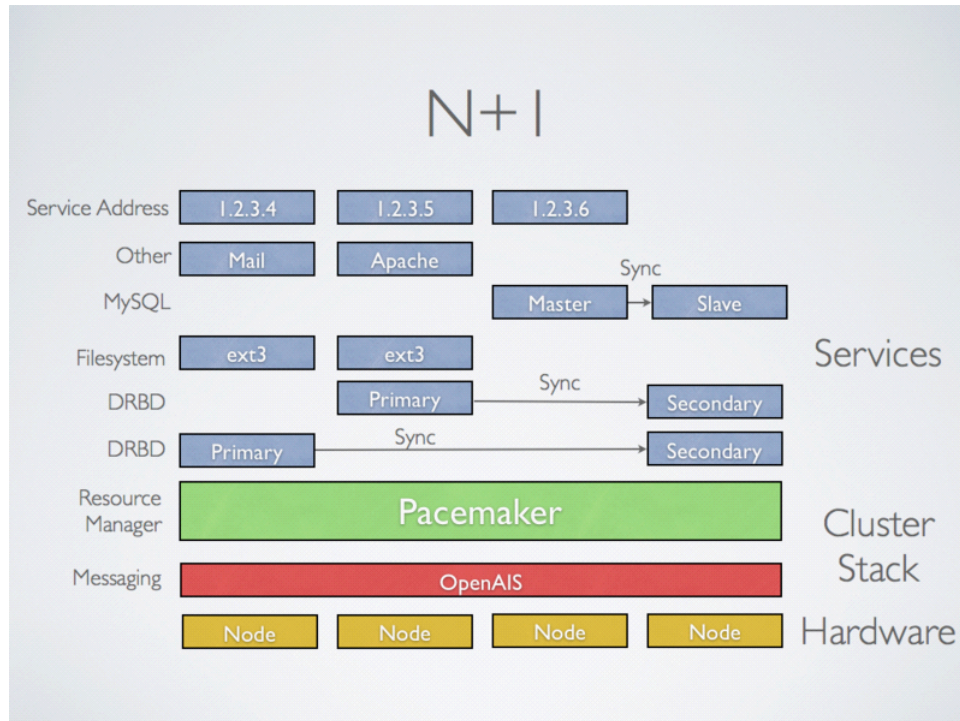 N+1
Service Address 1.2.3.4 1.2.3.5 1.2.3.6
Other Mail Apache
Sync
MySQL Master Slave
Filesystem ext3 ext3
Services
Sync
DRBD Primary Secondary
Sync
DRBD Primary Secondary
Resource
Manager
Pacemaker
Cluster
Stack
Messaging OpenAIS
Node Node Node Node Hardware